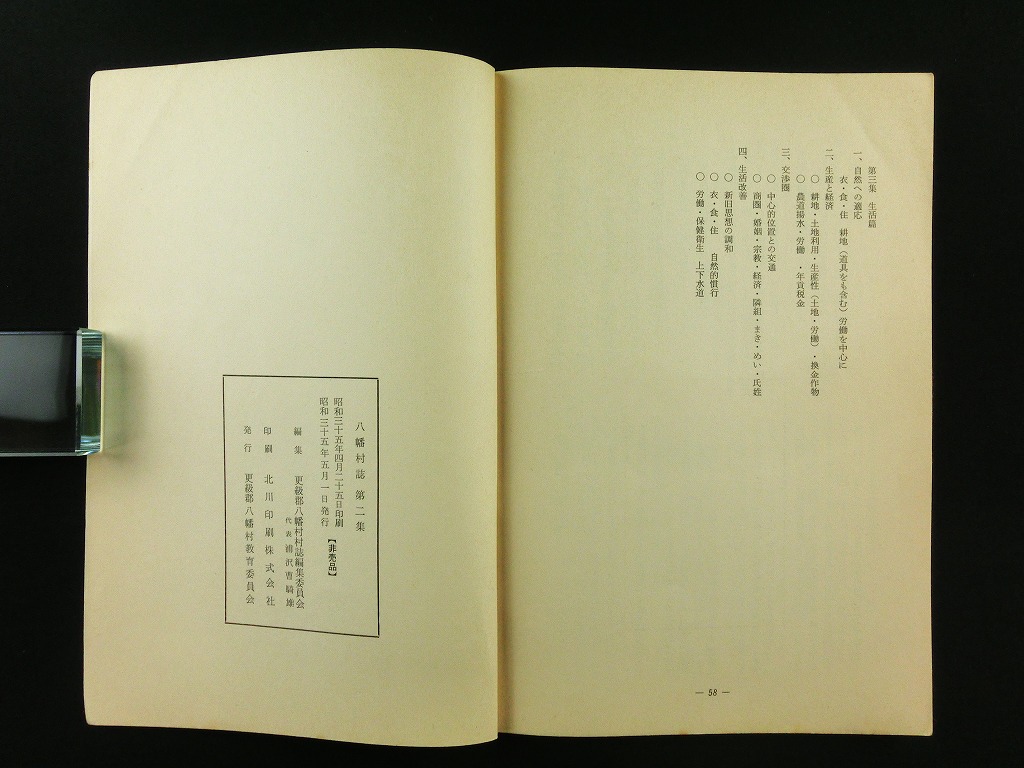 第三集　生活篇
一、自然への適応
衣・食・住　耕地（道具をも含む）労働を中心に
二、生産と経済
〇　耕地・土地利用・生産性（土地・労働）・換金作物
〇　農道揚水・労働　・年貢税金
三、交渉圏
〇　中心的位置との交通
〇　商圏・婚姻・宗教・経済・隣組・まき・めい・氏姓
四、生活改善
〇　新旧思想の調和
〇　衣・食・住　自然的慣行
〇　労働・保健衛生　上下水道
— 58 —
八幡村誌　第二集
昭和三十五年四月二十五日印刷
昭和三十五年五月一日発行　【非売品】
編集　更級郡八幡村村誌編集委員会
代表　浦沢曹　雄
印刷　北川印刷株式会社
発行　更級郡八幡村教育委員会